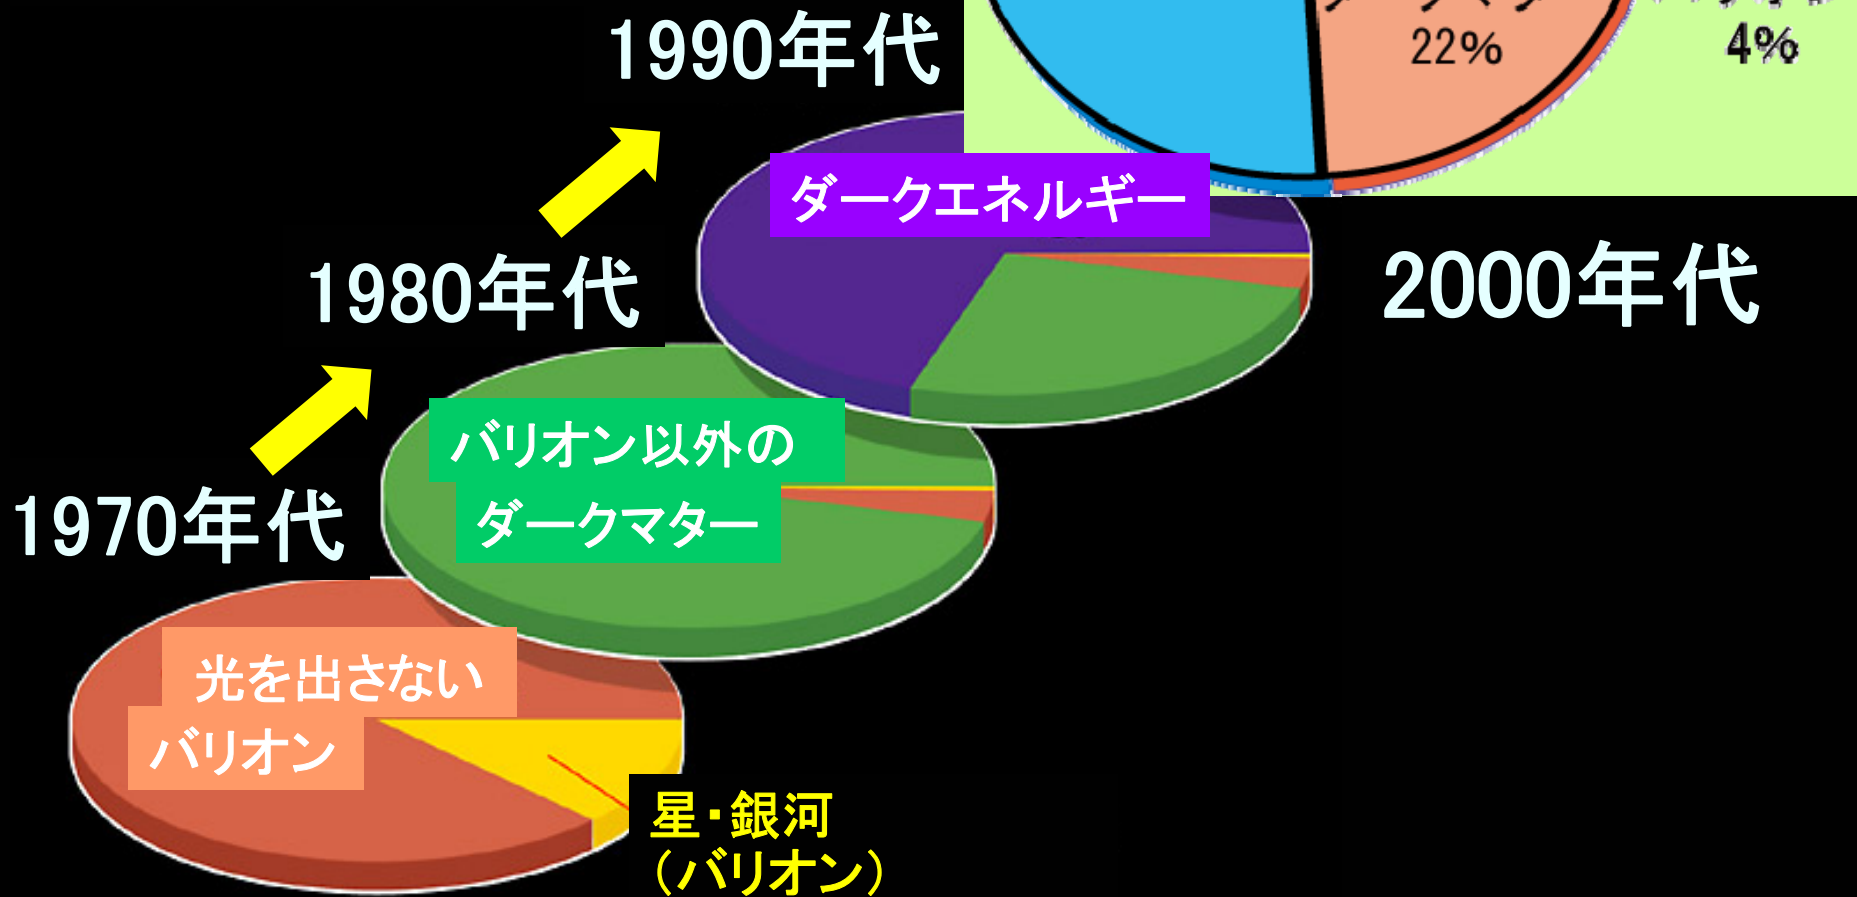 22%
4%
1990年代
ダークエネルギー
1980年代
2000年代
バリオン以外の
ダークマター
1970年代
光を出さない
バリオン
星・銀河
(バリオン)